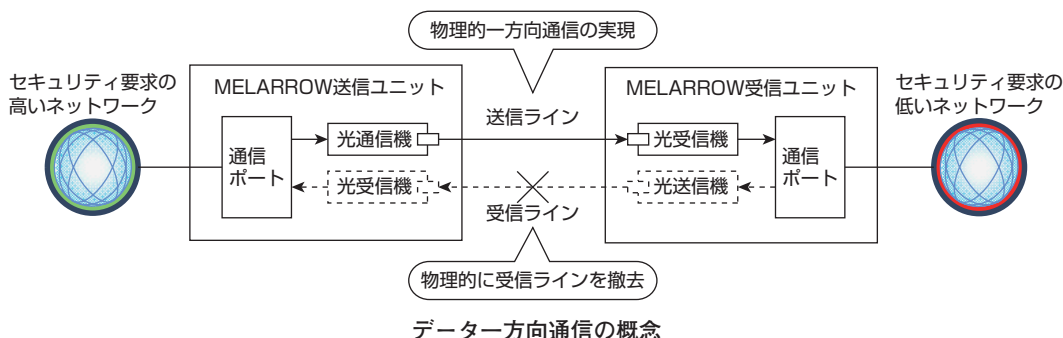 物理的一方向通信の実現
セキュリティ要求の
高いネットワーク
MELARROW送信ユニット
MELARROW受信ユニット
セキュリティ要求の
低いネットワーク
送信ライン
通信
ポート
光通信機
光受信機
光受信機
光送信機
通信
ポート
受信ライン
物理的に受信ラインを撤去
データ一方向通信の概念